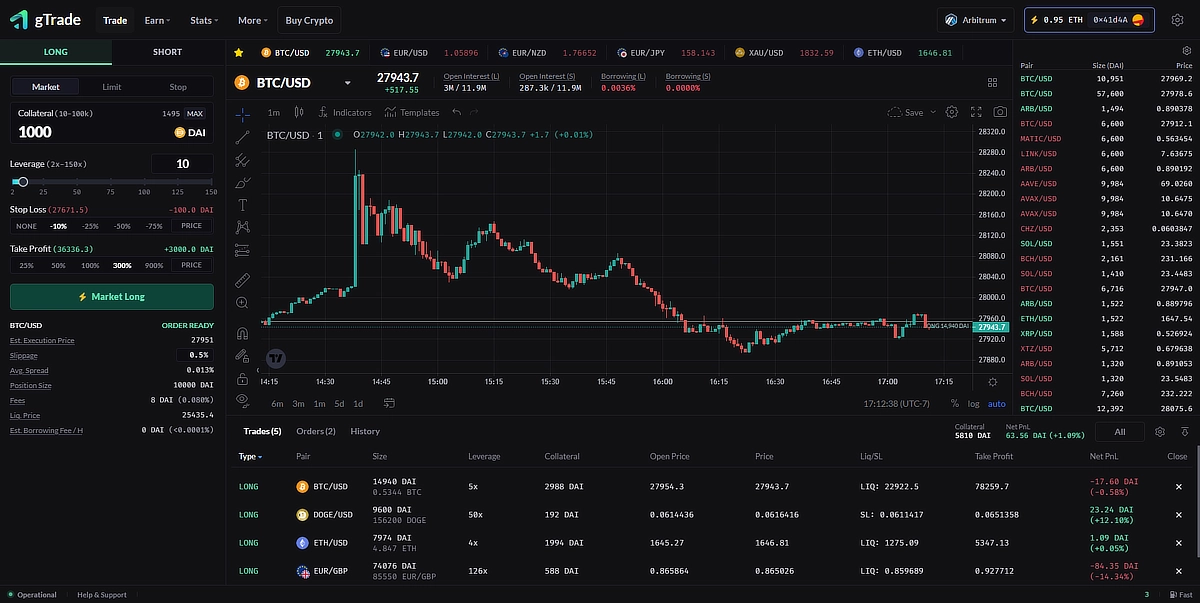 gTrade Trade Earn Stats More Buy Crypto Arbitrum 0.95 ETH 0x41d4A
LONG SHORT
BTC/USD 27943.7 EUR/USD 1.05896 EUR/NZD 1.76652 EUR/JPY 158.143 XAU/USD 1832.59 ETH/USD 1646.81
Market Limit Stop
Collateral (10-100k) 1495 MAX
1000 DAI
Leverage (2x-150x) 10
2 25 50 75 100 125 150
Stop Loss (27671.5) -100.0 DAI
NONE -10% -25% -50% -75% PRICE
Take Profit (36336.3) +3000.0 DAI
25% 50% 100% 300% 900% PRICE
Market Long
BTC/USD ORDER READY
Est. Execution Price 27951
Slippage 0.5%
Avg. Spread 0.013%
Position Size 10000 DAI
Fees 8 DAI (0.080%)
Liq. Price 25435.4
Est. Borrowing Fee / H 0 DAI (<0.0001%)
BTC/USD 27943.7 +517.55
Open Interest (L) 3M / 11.9M
Open Interest (S) 287.3k / 11.9M
Borrowing (L) 0.0036%
Borrowing (S) 0.0000%
1m Indicators Templates Save
BTC/USD · 1 O27942.0 H27943.7 L27942.0 C27943.7 +1.7 (+0.01%)
28320.0
28280.0
28240.0
28200.0
28160.0
28120.0
28080.0
28040.0
28000.0
27960.0
LONG 14,940 DAI 27943.7
27920.0
27880.0
14:15 14:30 14:45 15:00 15:15 15:30 15:45 16:00 16:15 16:30 16:45 17:00 17:15
6m 3m 1m 5d 1d 17:12:38 (UTC-7) % log auto
Pair Size (DAI) Price
BTC/USD 10,951 27969.2
BTC/USD 57,600 27978.6
ARB/USD 1,494 0.890378
BTC/USD 6,600 27912.1
MATIC/USD 6,600 0.563454
LINK/USD 6,600 7.63675
ARB/USD 6,600 0.890192
AAVE/USD 9,984 69.0260
AVAX/USD 9,984 10.6475
AVAX/USD 9,984 10.6470
CHZ/USD 2,353 0.0603847
SOL/USD 1,551 23.3823
BCH/USD 2,161 231.166
SOL/USD 1,410 23.4483
BTC/USD 6,716 27947.0
ARB/USD 1,522 0.889796
ETH/USD 1,522 1647.54
XRP/USD 1,588 0.526924
XTZ/USD 5,712 0.679638
ARB/USD 1,320 0.891053
SOL/USD 1,320 23.5483
BCH/USD 7,260 232.222
BTC/USD 12,392 28075.6
Trades (5) Orders (2) History
Collateral 5810 DAI
Net PnL 63.56 DAI (+1.09%)
All
Type Pair Size Leverage Collateral Open Price Price Liq/SL Take Profit Net PnL Close
LONG BTC/USD 14940 DAI 5x 2988 DAI 27954.3 27943.7 LIQ: 22922.5 78259.7 -17.60 DAI
0.5344 BTC (-0.58%)
LONG DOGE/USD 9600 DAI 50x 192 DAI 0.0614436 0.0616416 SL: 0.0611417 0.0651358 23.24 DAI
156200 DOGE (+12.10%)
LONG ETH/USD 7974 DAI 4x 1994 DAI 1645.27 1646.81 LIQ: 1275.09 5347.13 1.09 DAI
4.847 ETH (+0.05%)
LONG EUR/GBP 74076 DAI 126x 588 DAI 0.865864 0.865026 LIQ: 0.859689 0.927712 -84.35 DAI
85550 EUR/GBP (-14.34%)
Operational Help & Support 3 Fast